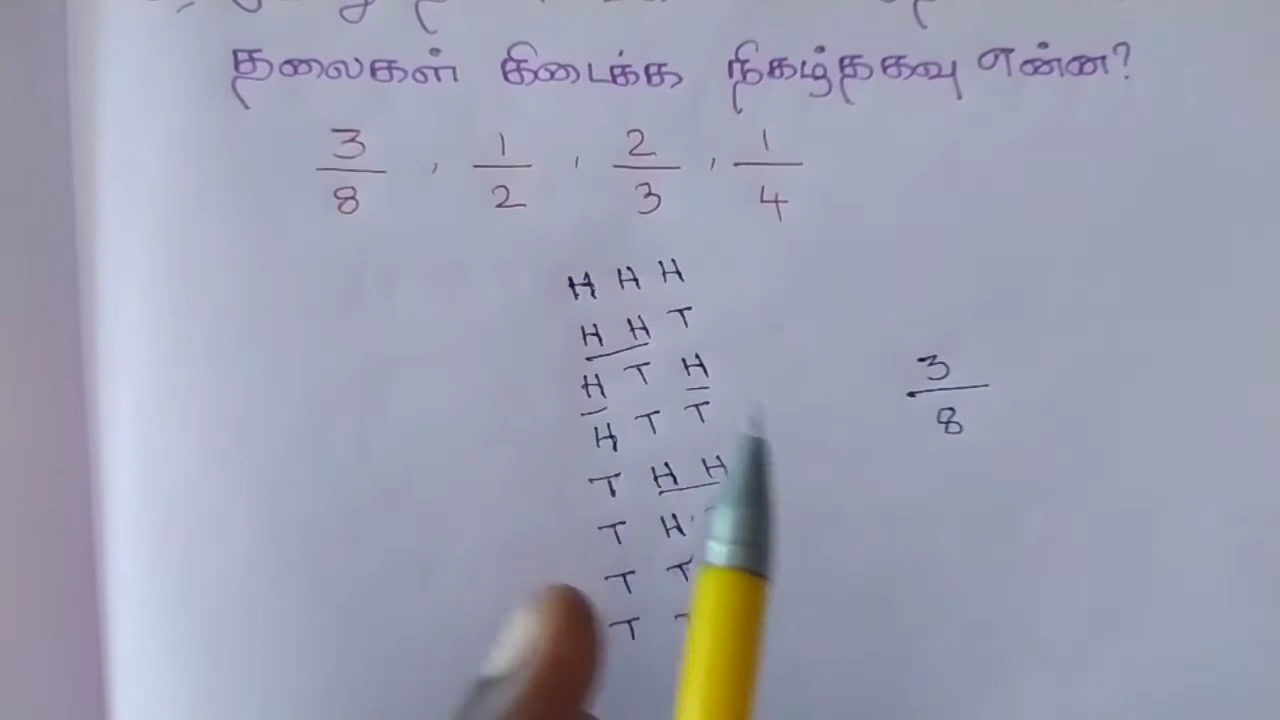 தலைகள் கிடைக்க நிகழ்தகவு என்ன?
3/8 , 1/2 , 2/3 , 1/4
H H H
H H T
H T H
H T T
3/8
T H H
T H
T T
T